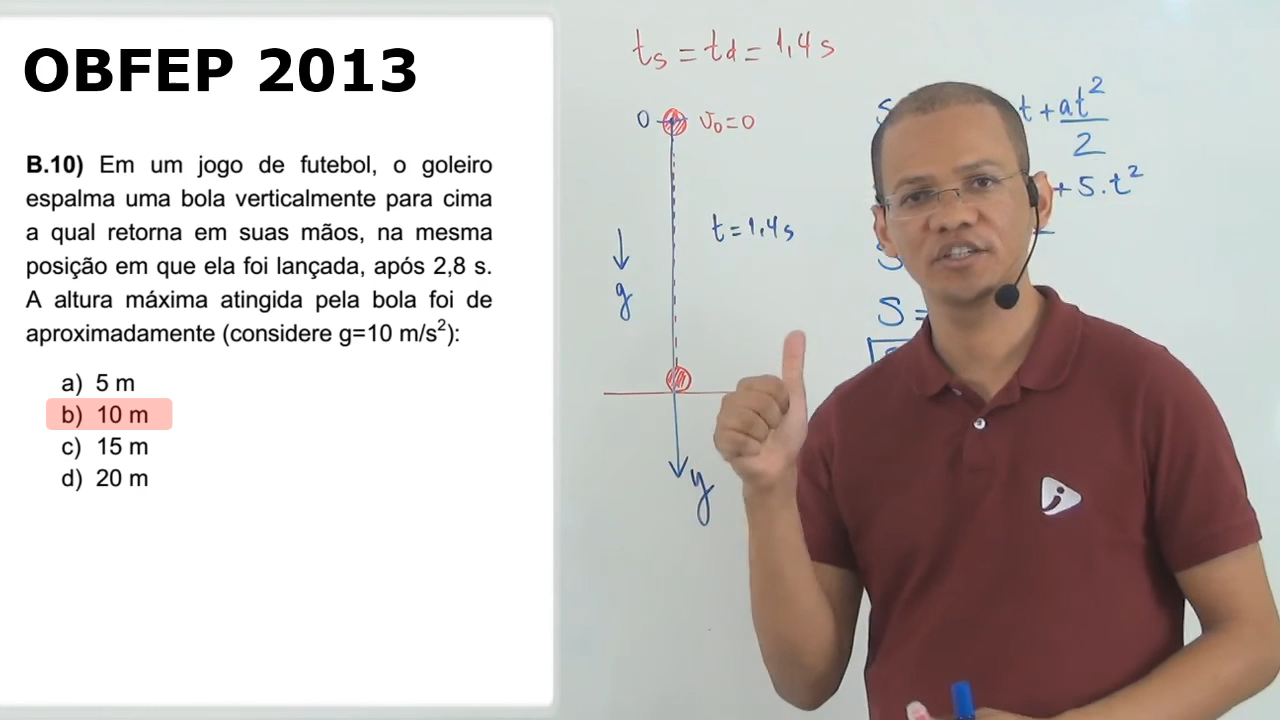 OBFEP 2013
B.10) Em um jogo de futebol, o goleiro
espalma uma bola verticalmente para cima
a qual retorna em suas mãos, na mesma
posição em que ela foi lançada, após 2,8 s.
A altura máxima atingida pela bola foi de
aproximadamente (considere g=10 m/s²):
a) 5 m
b) 10 m
c) 15 m
d) 20 m
ts = td = 1,4 s
0 v₀=0
t = 1,4s
g
y
S t + at²/2
+ 5.t²
S
S =